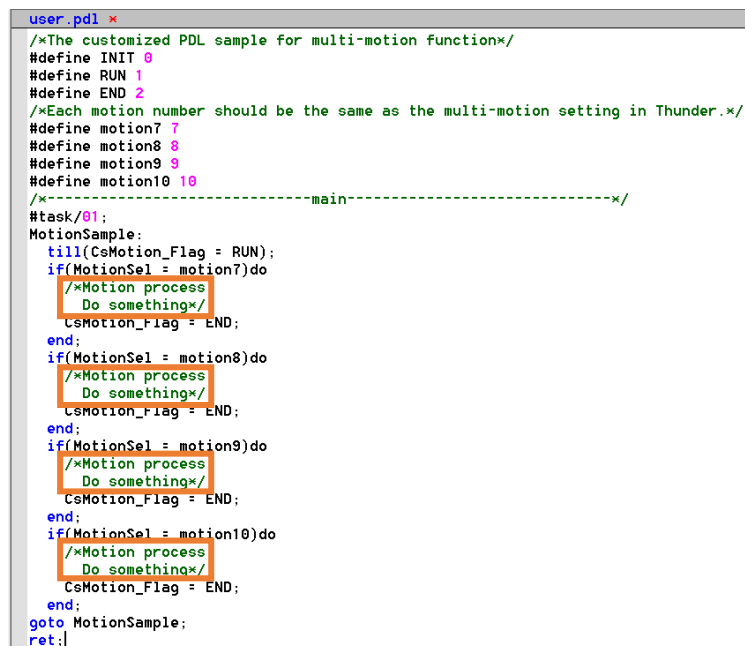 user.pdl ×
/*The customized PDL sample for multi-motion function*/
#define INIT 0
#define RUN 1
#define END 2
/*Each motion number should be the same as the multi-motion setting in Thunder.*/
#define motion7 7
#define motion8 8
#define motion9 9
#define motion10 10
/*------------------------------main------------------------------*/
#task/01;
MotionSample:
till(CsMotion_Flag = RUN);
if(MotionSel = motion7)do
/*Motion process
Do something*/
CsMotion_Flag = END;
end;
if(MotionSel = motion8)do
/*Motion process
Do something*/
CsMotion_Flag = END;
end;
if(MotionSel = motion9)do
/*Motion process
Do something*/
CsMotion_Flag = END;
end;
if(MotionSel = motion10)do
/*Motion process
Do something*/
CsMotion_Flag = END;
end;
goto MotionSample;
ret;